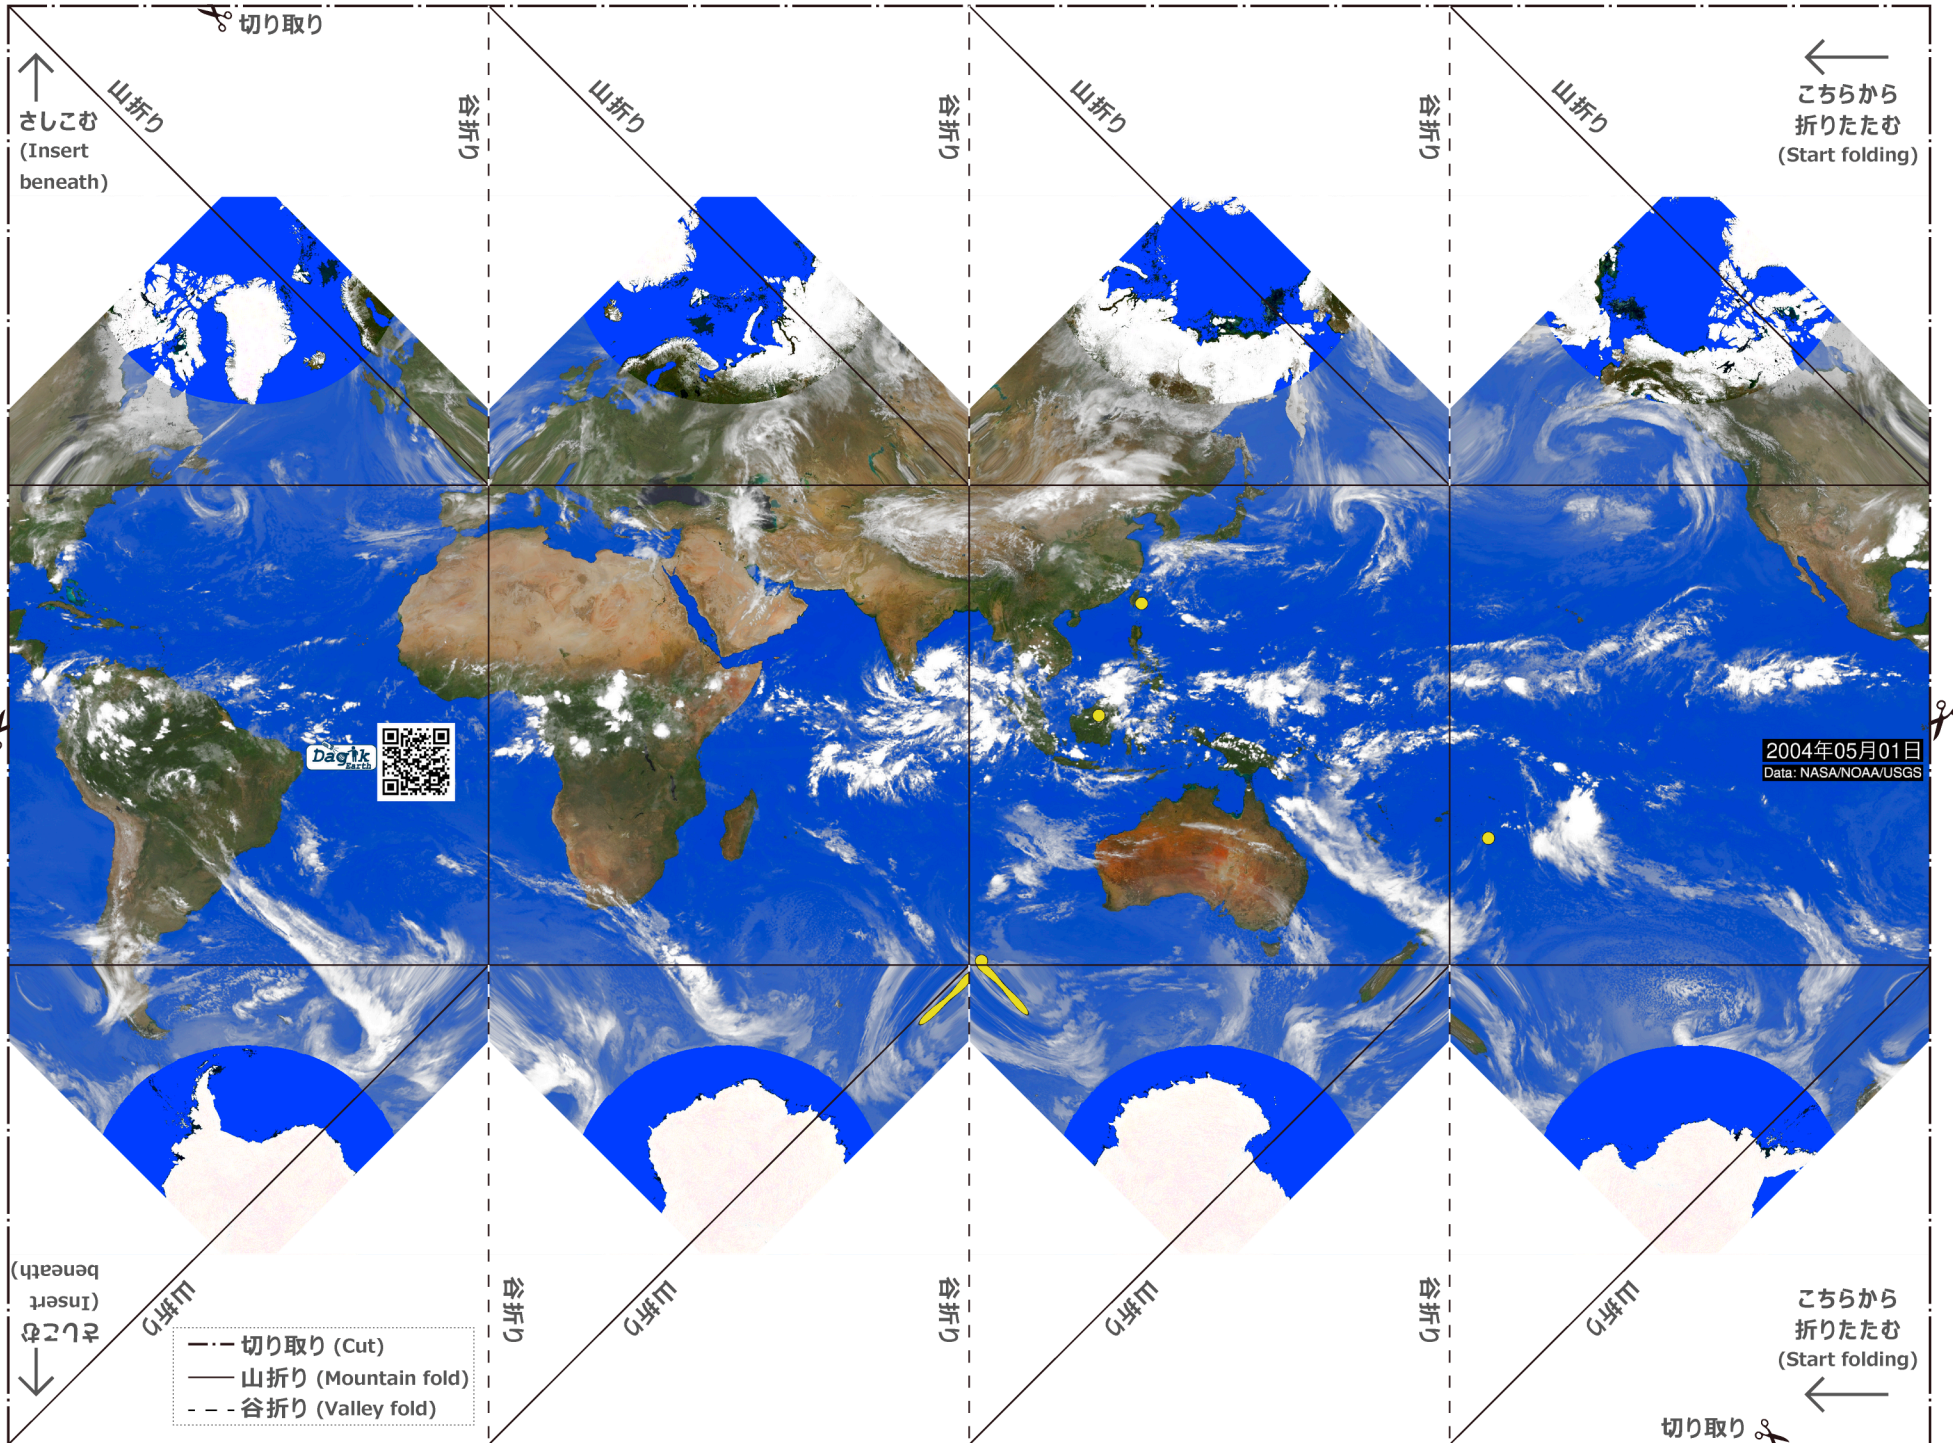 切り取り
さしこむ
(Insert
beneath)
山折り
谷折り
山折り
谷折り
山折り
谷折り
山折り
こちらから
折りたたむ
(Start folding)
Dagik
Earth
2004年05月01日
Data: NASA/NOAA/USGS
さしこむ
(Insert
beneath)
山折り
谷折り
山折り
谷折り
山折り
谷折り
山折り
こちらから
折りたたむ
(Start folding)
切り取り (Cut)
山折り (Mountain fold)
谷折り (Valley fold)
切り取り